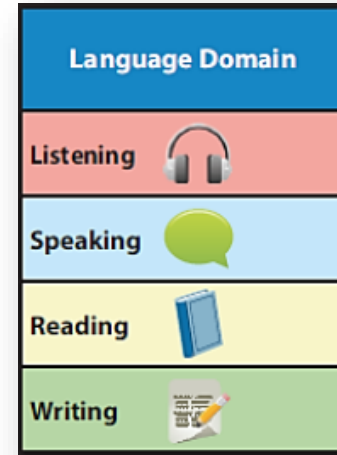 Language Domain
Listening
Speaking
Reading
Writing